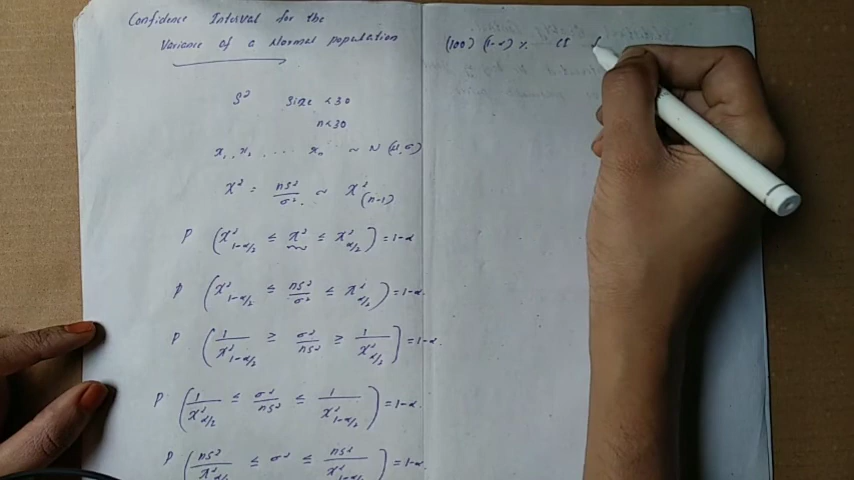 Confidence Interval for the
Variance of a Normal population
S² Size < 30
n < 30
x₁, x₂ .... xₙ ~ N (μ, σ)
χ² = ns²/σ² ~ χ²(n-1)
P (χ²1-α/2 ≤ χ² ≤ χ²α/2) = 1-α
P (χ²1-α/2 ≤ ns²/σ² ≤ χ²α/2) = 1-α.
P (1/χ²1-α/2 ≥ σ²/ns² ≥ 1/χ²α/2) = 1-α.
P (1/χ²α/2 ≤ σ²/ns² ≤ 1/χ²1-α/2) = 1-α.
P (ns²/χ²α/2 ≤ σ² ≤ ns²/χ²1-α/2) = 1-α.
(100) (1-α) % CI